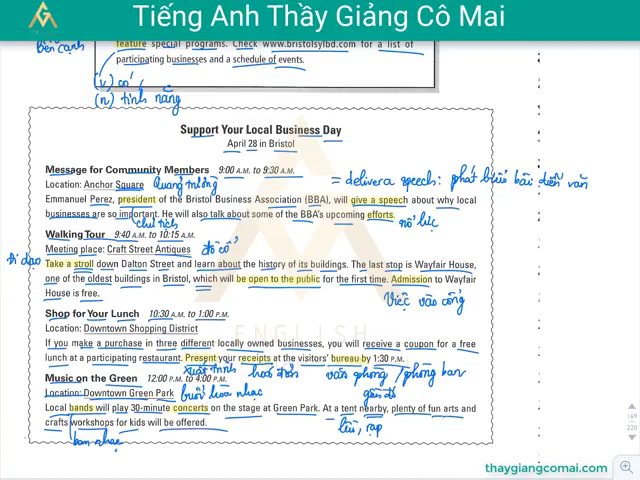 Tiếng Anh Thầy Giảng Cô Mai
bên cạnh
feature special programs. Check www.bristolsylbd.com for a list of
participating businesses and a schedule of events.
(v) có
(n) tính năng
Support Your Local Business Day
April 28 in Bristol
Message for Community Members 9:00 A.M. to 9:30 A.M.
Location: Anchor Square Quảng trường = deliver a speech: phát biểu bài diễn văn
Emmanuel Perez, president of the Bristol Business Association (BBA), will give a speech about why local
businesses are so important. He will also talk about some of the BBA's upcoming efforts.
chủ tịch nỗ lực
Walking Tour 9:40 A.M. to 10:15 A.M.
Meeting place: Craft Street Antiques đồ cổ
đi dạo Take a stroll down Dalton Street and learn about the history of its buildings. The last stop is Wayfair House,
one of the oldest buildings in Bristol, which will be open to the public for the first time. Admission to Wayfair
House is free. Việc vào cổng
Shop for Your Lunch 10:30 A.M. to 1:00 P.M.
Location: Downtown Shopping District
ENGLISH
If you make a purchase in three different locally owned businesses, you will receive a coupon for a free
lunch at a participating restaurant. Present your receipts at the visitors' bureau by 1:30 P.M.
xuất trình hoá đơn văn phòng / phòng ban
Music on the Green 12:00 P.M. to 4:00 P.M.
Location: Downtown Green Park buổi hoà nhạc gần đó
Local bands will play 30-minute concerts on the stage at Green Park. At a tent nearby, plenty of fun arts and
crafts workshops for kids will be offered. lều, rạp
ban nhạc
169
220
thaygiangcomai.com